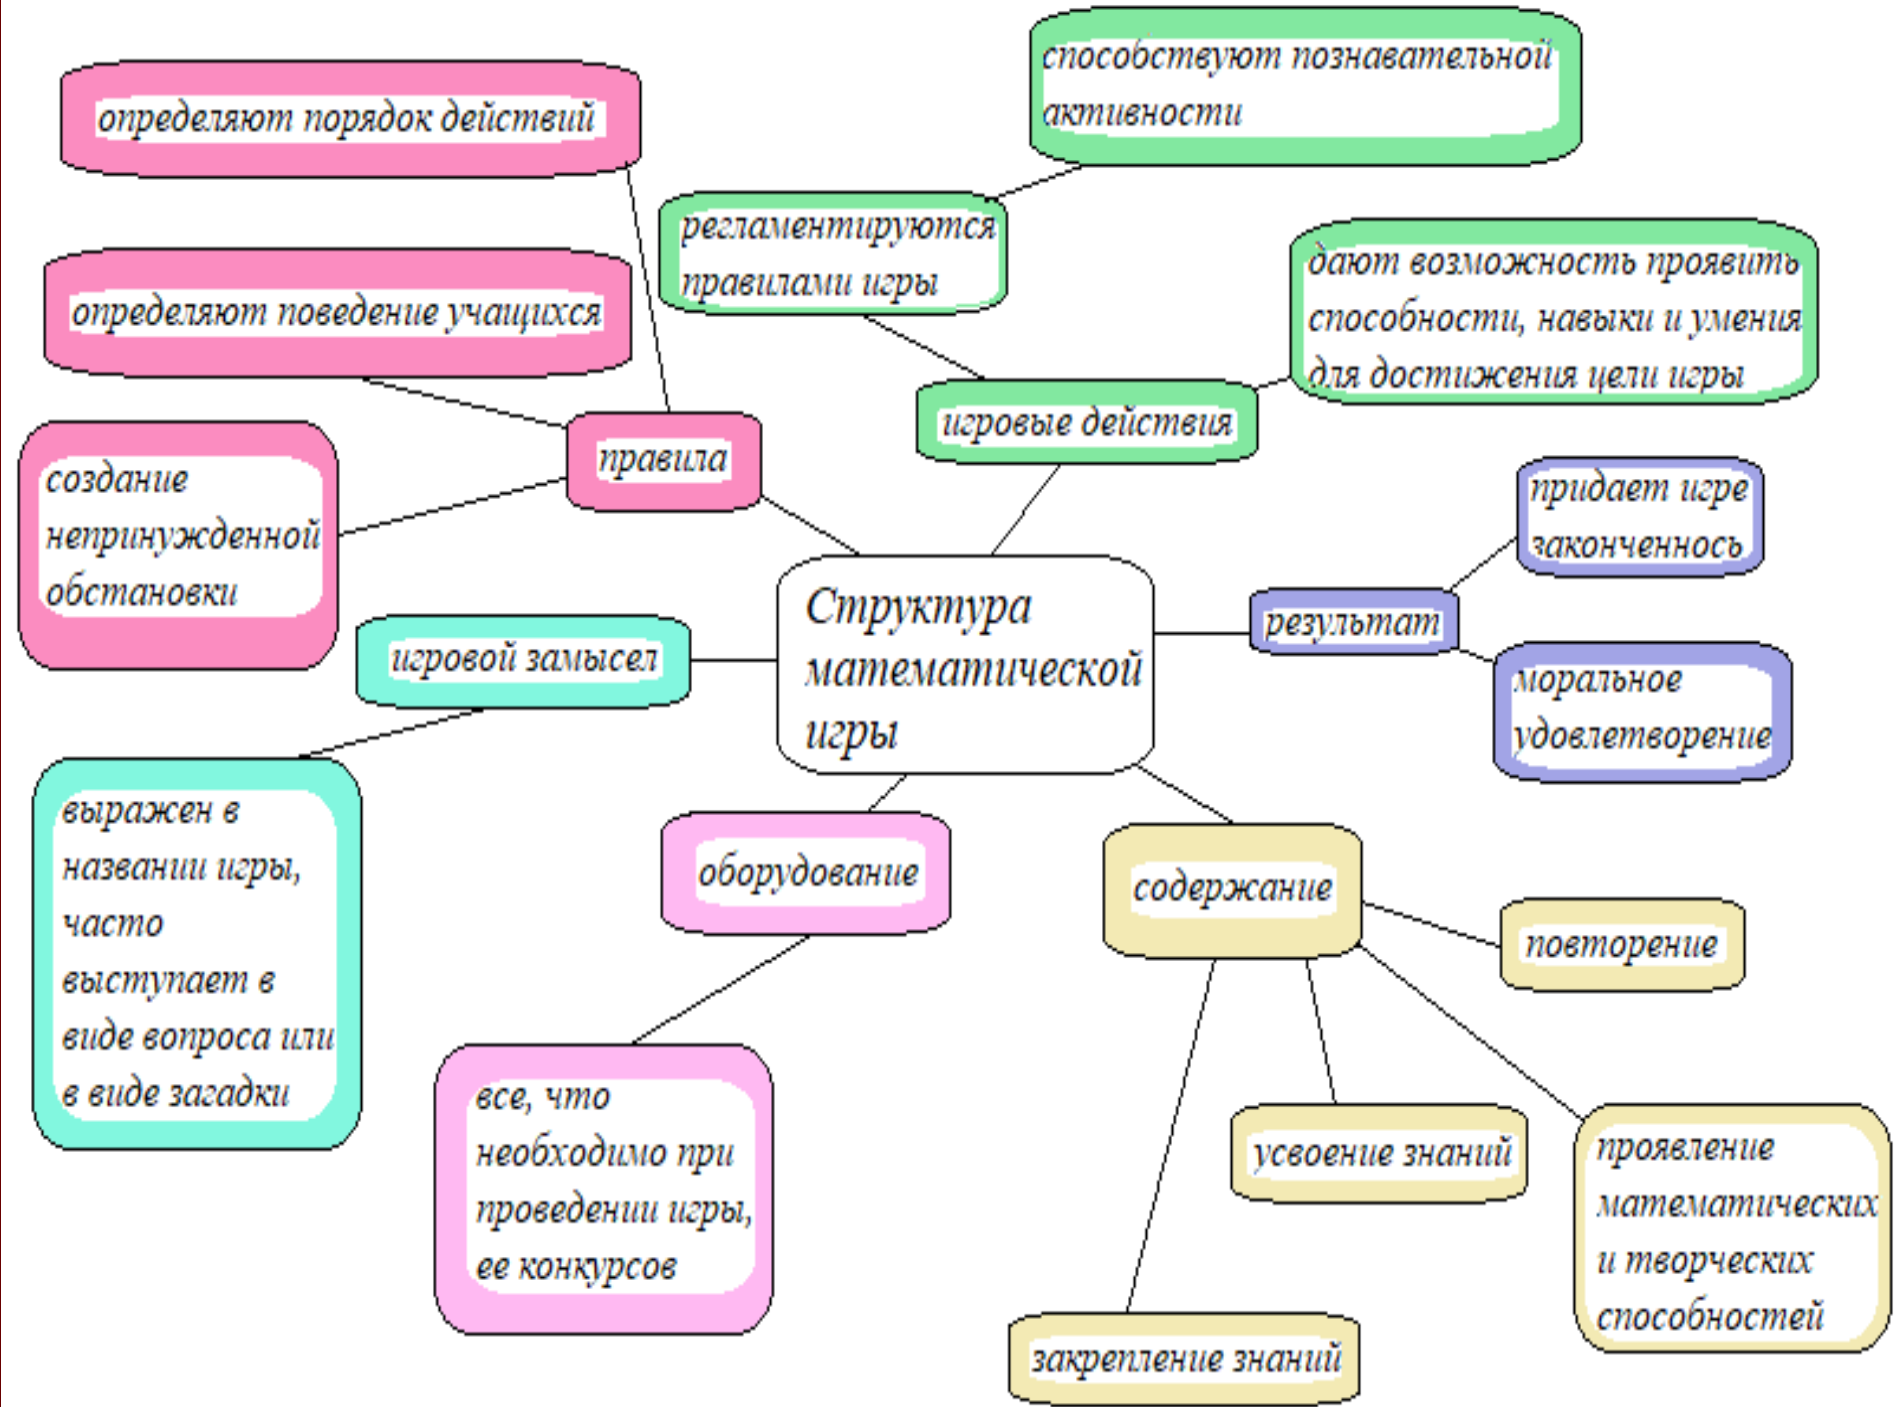 способствуют познавательной
активности
определяют порядок действий
регламентируются
правилами игры
дают возможность проявить
способности, навыки и умения
для достижения цели игры
определяют поведение учащихся
игровые действия
правила
создание
непринужденной
обстановки
придает игре
законченнось
Структура
математической
игры
результат
игровой замысел
моральное
удовлетворение
выражен в
названии игры,
часто
выступает в
виде вопроса или
в виде загадки
оборудование
содержание
повторение
все, что
необходимо при
проведении игры,
ее конкурсов
усвоение знаний
проявление
математических
и творческих
способностей
закрепление знаний